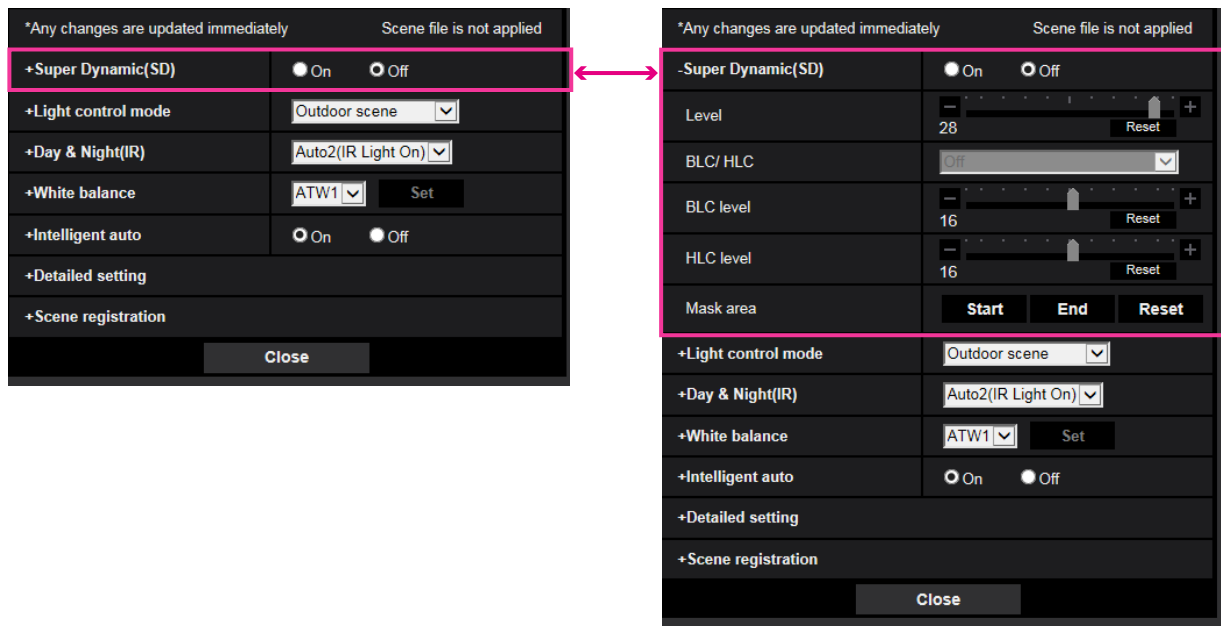 *Any changes are updated immediately Scene file is not applied
+Super Dynamic(SD) On Off
+Light control mode Outdoor scene
+Day & Night(IR) Auto2(IR Light On)
+White balance ATW1 Set
+Intelligent auto On Off
+Detailed setting
+Scene registration
Close
*Any changes are updated immediately Scene file is not applied
-Super Dynamic(SD) On Off
Level − +
28 Reset
BLC/ HLC Off
BLC level − +
16 Reset
HLC level − +
16 Reset
Mask area Start End Reset
+Light control mode Outdoor scene
+Day & Night(IR) Auto2(IR Light On)
+White balance ATW1 Set
+Intelligent auto On Off
+Detailed setting
+Scene registration
Close